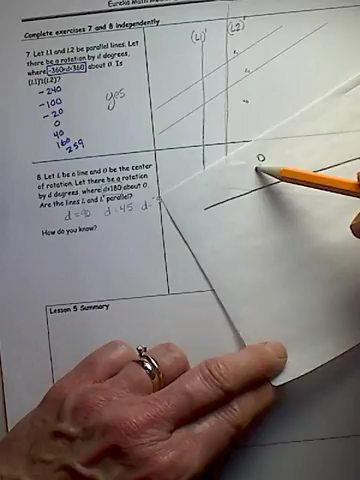 Eureka Math
Complete exercises 7 and 8 independently
7. Let L1 and L2 be parallel lines. Let
there be a rotation by d degrees,
where -360<d<360 about O. Is
(L1)'||(L2)'?
-240
-100
-20
0
40
160
259
yes
(L1)'
(L2)'
8. Let L be a line and O be the center
of rotation. Let there be a rotation
by d degrees, where d≠180 about O.
Are the lines L and L' parallel?
d=90 d=45 d=
How do you know?
O
Lesson 5 Summary